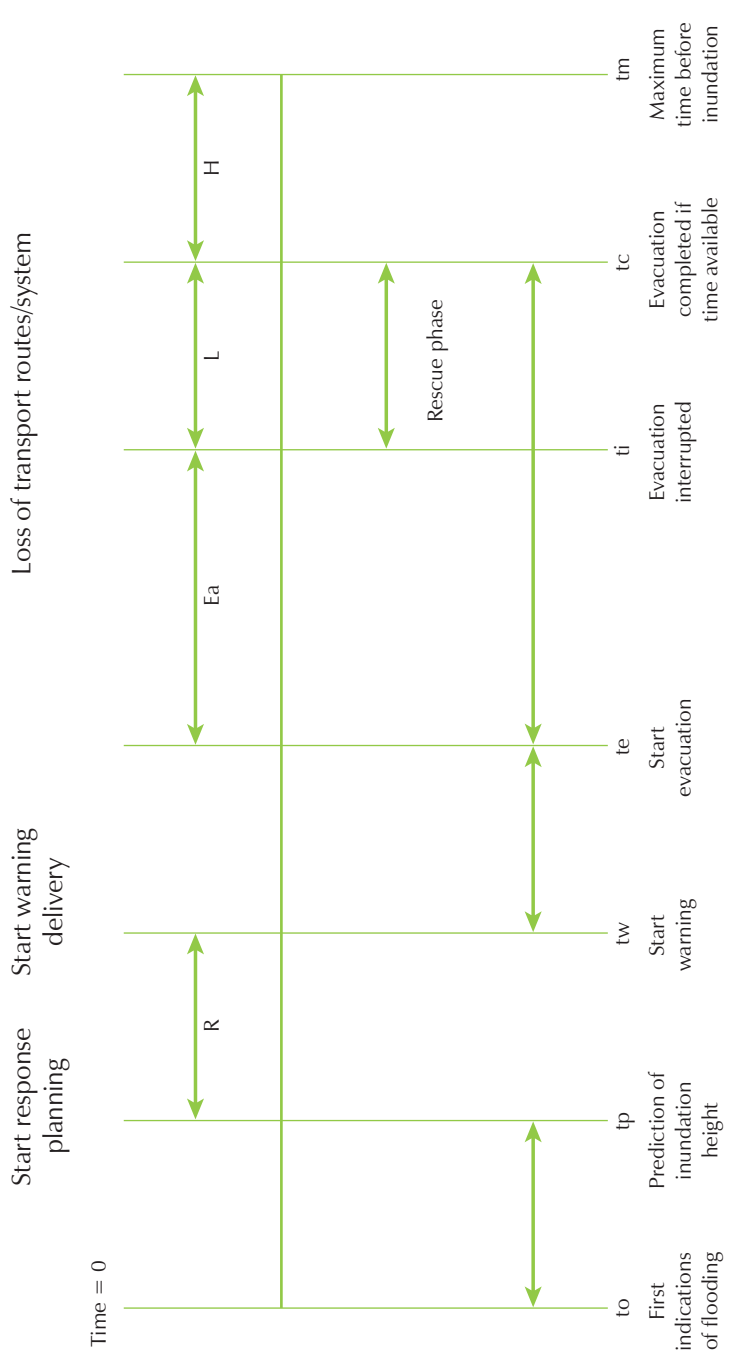 Time = 0
Start response
planning
Start warning
delivery
Loss of transport routes/system
R
Ea
L
H
Rescue phase
to
First
indications
of flooding
tp
Prediction of
inundation
height
tw
Start
warning
te
Start
evacuation
ti
Evacuation
interrupted
tc
Evacuation
completed if
time available
tm
Maximum
time before
inundation